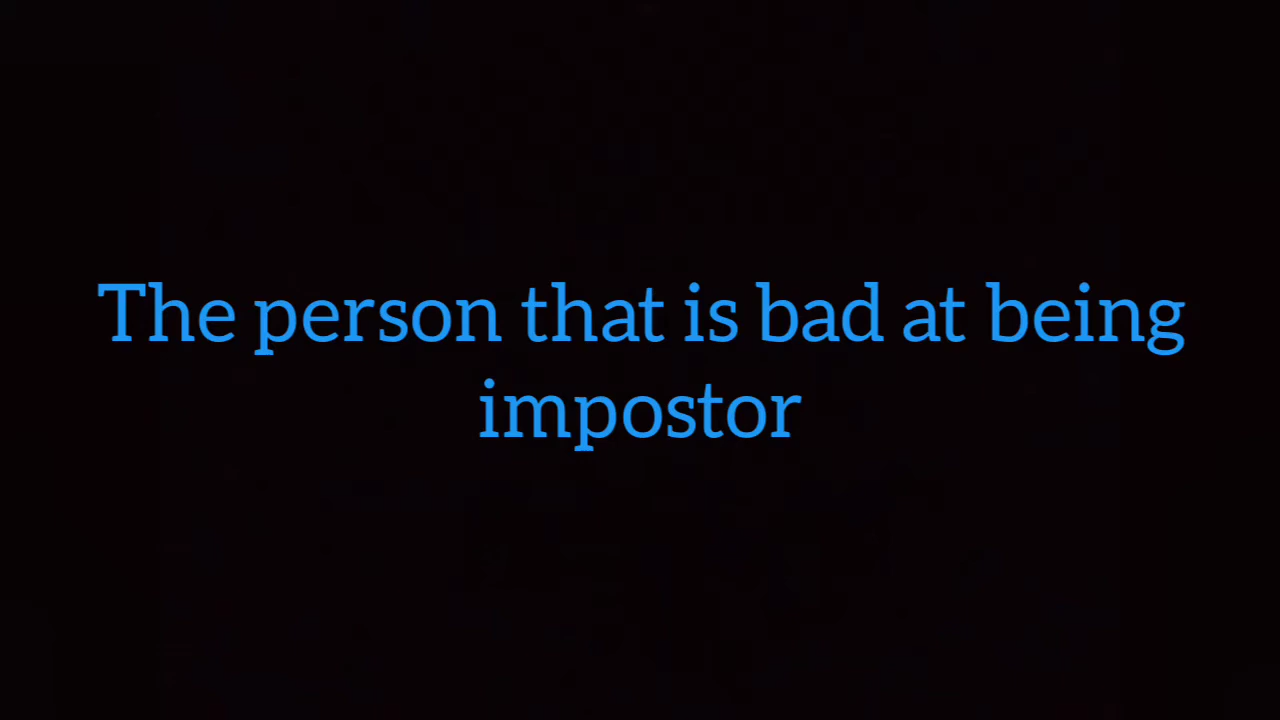 The person that is bad at being
impostor